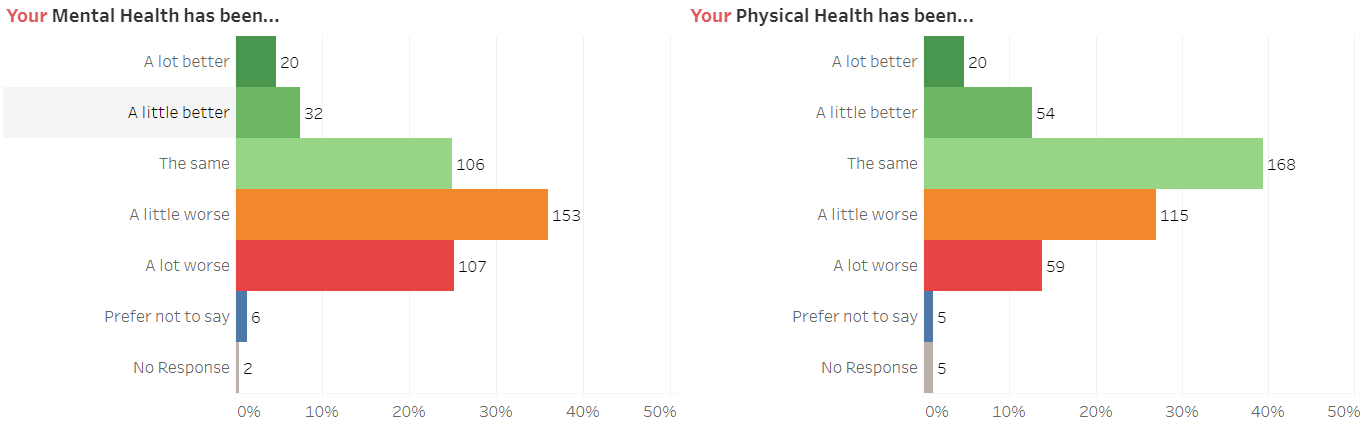 Your Mental Health has been...
A lot better 20
A little better 32
The same 106
A little worse 153
A lot worse 107
Prefer not to say 6
No Response 2
0% 10% 20% 30% 40% 50%
Your Physical Health has been...
A lot better 20
A little better 54
The same 168
A little worse 115
A lot worse 59
Prefer not to say 5
No Response 5
0% 10% 20% 30% 40% 50%